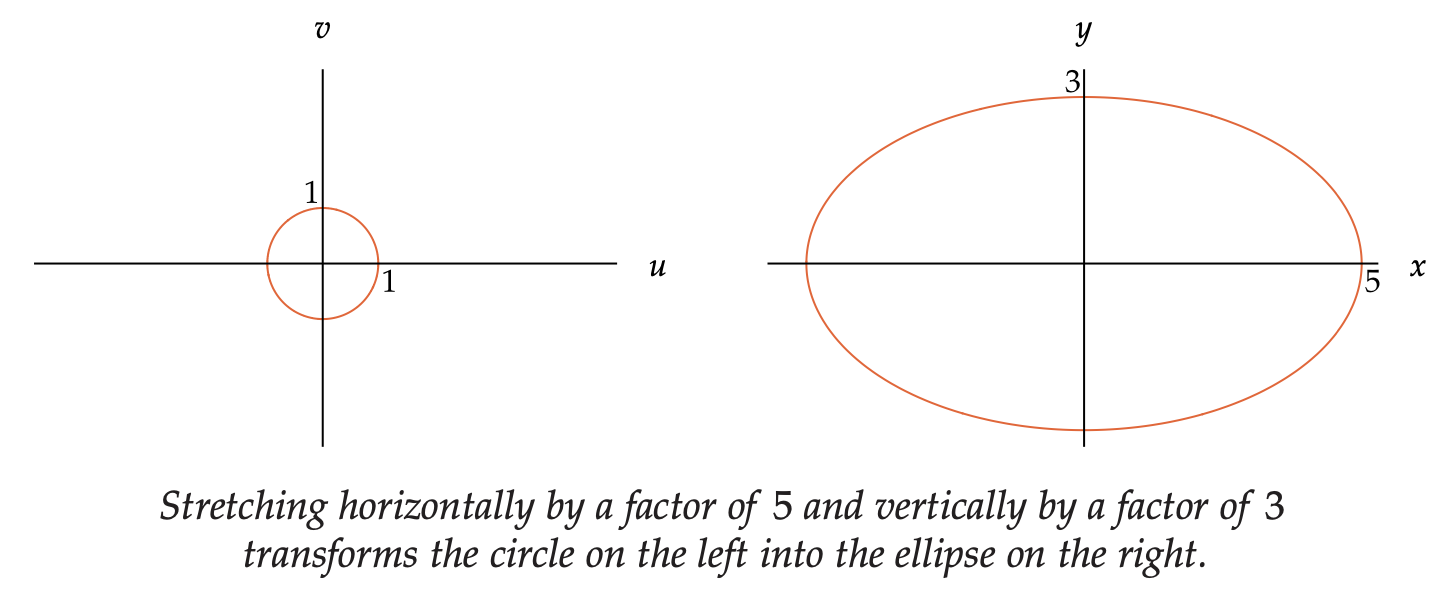 v
1
1
u
y
3
5
x
Stretching horizontally by a factor of 5 and vertically by a factor of 3
transforms the circle on the left into the ellipse on the right.